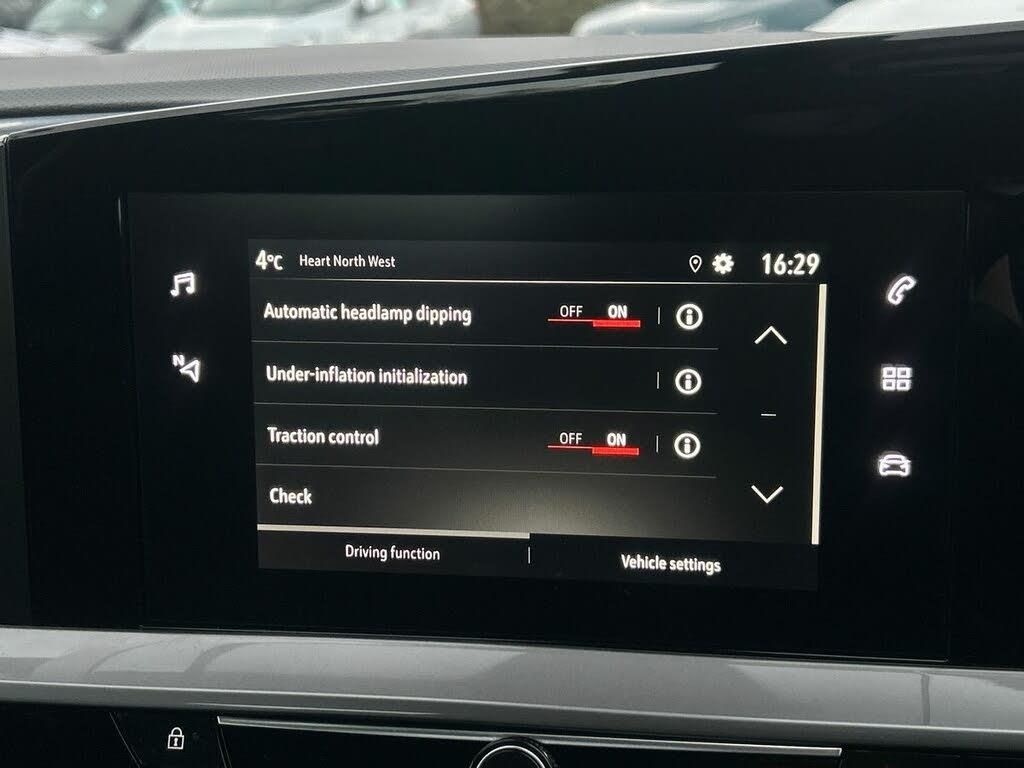 4°C Heart North West 16:29
Automatic headlamp dipping OFF ON
N
Under-inflation initialization
Traction control OFF ON
Check
Driving function Vehicle settings